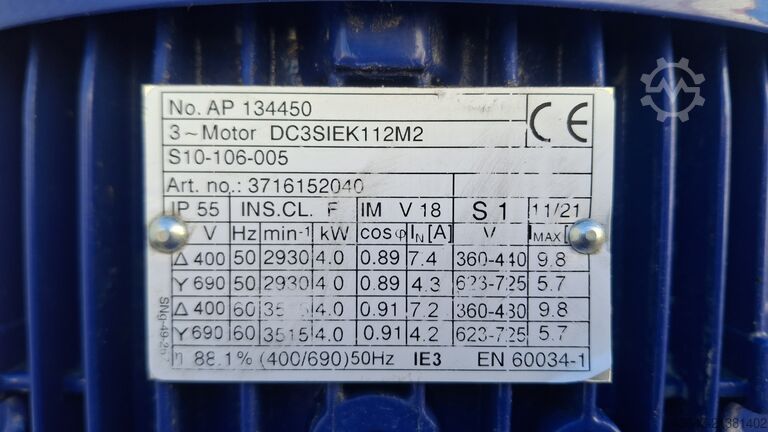 No. AP 134450
CE
3~Motor DC3SIEK112M2
S10-106-005
Art. no.: 3716152040
IP 55 INS.CL. F IM V 18 S 1 11/21
V Hz min-1 kW cosφ IN[A] V IMAX[
Δ 400 50 2930 4.0 0.89 7.4 360-440 9.8
Y 690 50 2930 4.0 0.89 4.3 623-725 5.7
Δ 400 60 4.0 0.91 7.2 360-480 9.8
Y 690 60 3515 4.0 0.91 4.2 623-725 5.7
η 88.1% (400/690)50Hz IE3 EN 60034-1